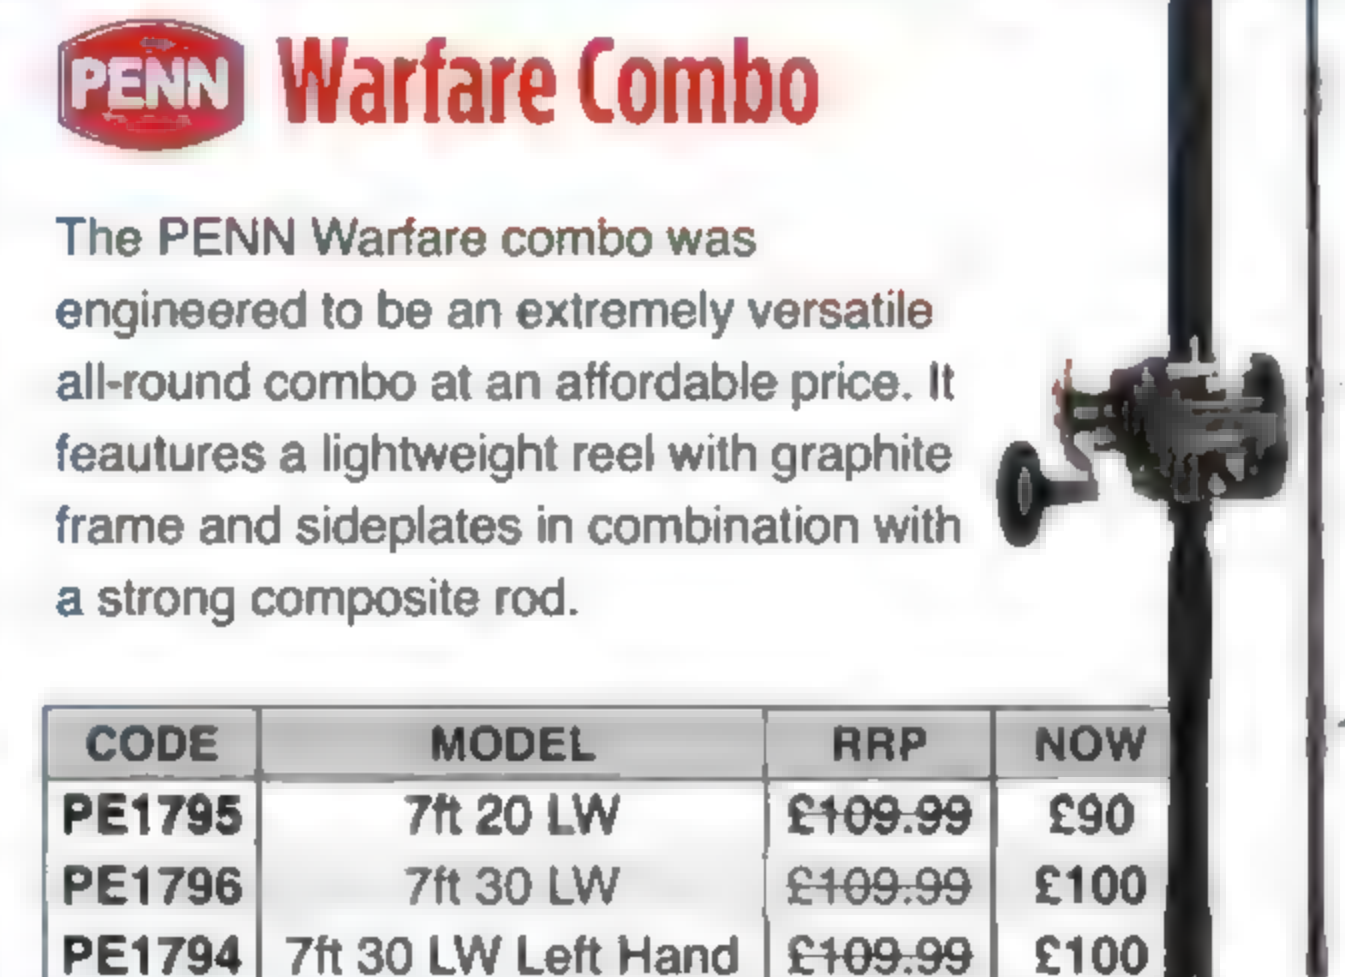 PENN Warfare Combo
The PENN Warfare combo was
engineered to be an extremely versatile
all-round combo at an affordable price. It
feautures a lightweight reel with graphite
frame and sideplates in combination with
a strong composite rod.
CODE MODEL RRP NOW
PE1795 7ft 20 LW £109.99 £90
PE1796 7ft 30 LW £109.99 £100
PE1794 7ft 30 LW Left Hand £109.99 £100